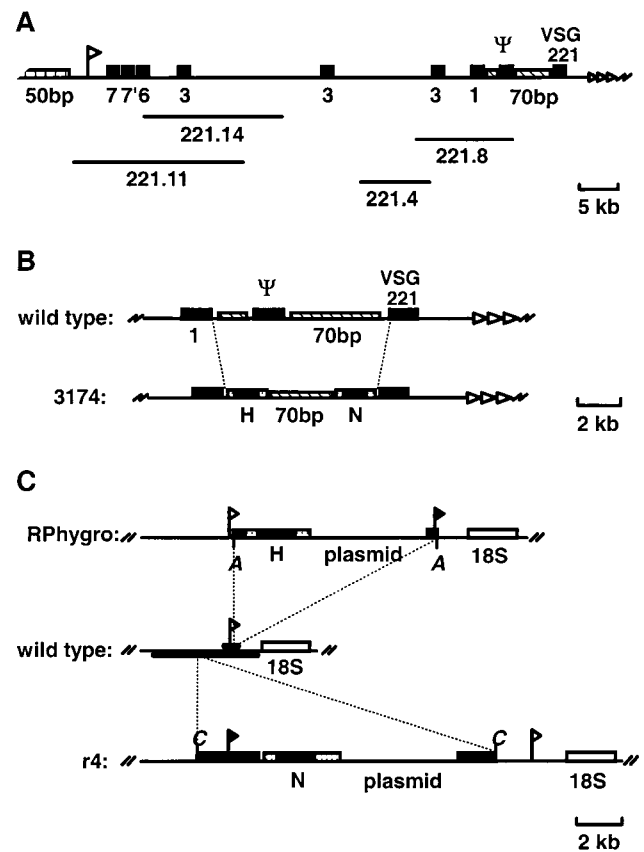 A
Ψ VSG
221
50bp 7 7' 6 3 3 3 1 70bp
221.14
221.8
221.11
221.4
5 kb
B
Ψ VSG
221
wild type:
1 70bp
3174:
H 70bp N
2 kb
C
RPhygro:
A H plasmid A 18S
wild type:
18S
C C
r4:
N plasmid 18S
2 kb